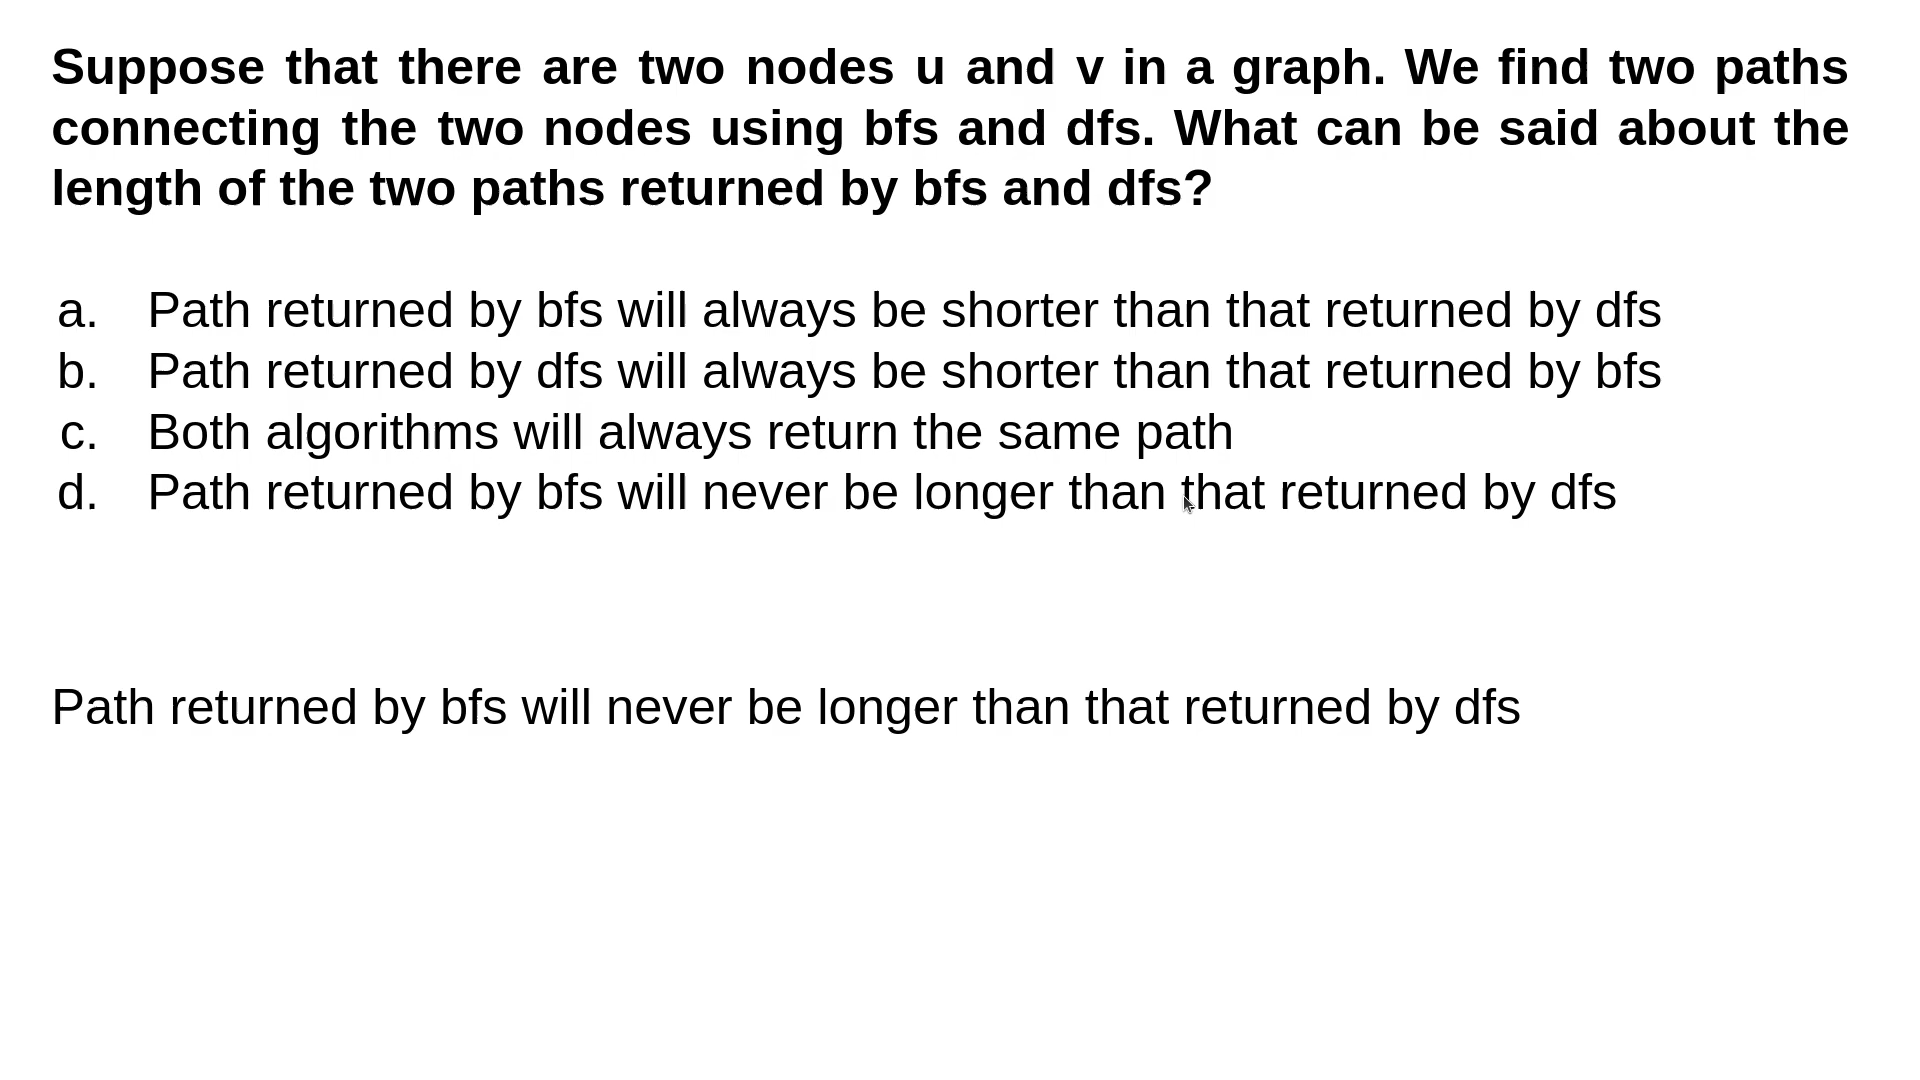 Suppose that there are two nodes u and v in a graph. We find two paths
connecting the two nodes using bfs and dfs. What can be said about the
length of the two paths returned by bfs and dfs?
a. Path returned by bfs will always be shorter than that returned by dfs
b. Path returned by dfs will always be shorter than that returned by bfs
c. Both algorithms will always return the same path
d. Path returned by bfs will never be longer than that returned by dfs
Path returned by bfs will never be longer than that returned by dfs